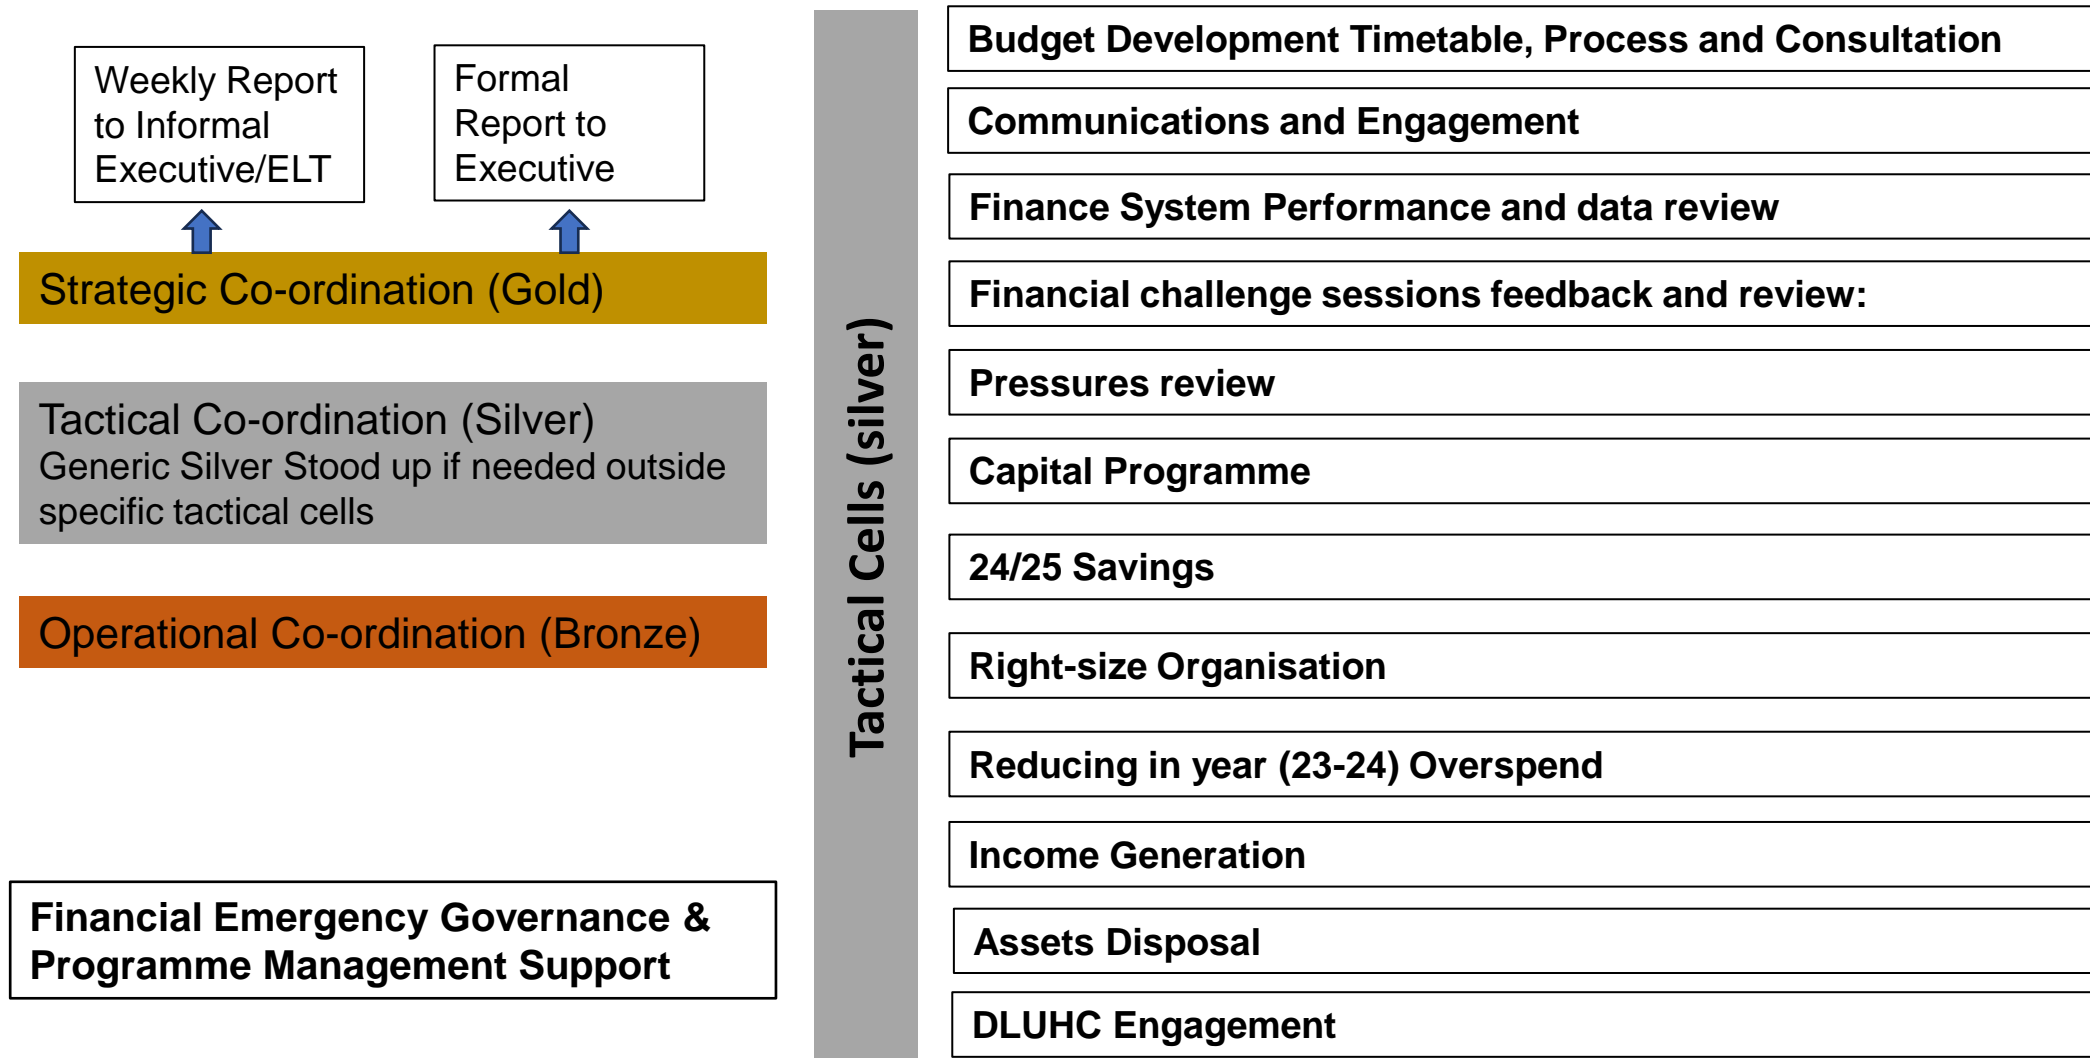 Weekly Report
to Informal
Executive/ELT
Formal
Report to
Executive
Strategic Co-ordination (Gold)
Tactical Co-ordination (Silver)
Generic Silver Stood up if needed outside
specific tactical cells
Operational Co-ordination (Bronze)
Financial Emergency Governance &
Programme Management Support
Tactical Cells (silver)
Budget Development Timetable, Process and Consultation
Communications and Engagement
Finance System Performance and data review
Financial challenge sessions feedback and review:
Pressures review
Capital Programme
24/25 Savings
Right-size Organisation
Reducing in year (23-24) Overspend
Income Generation
Assets Disposal
DLUHC Engagement